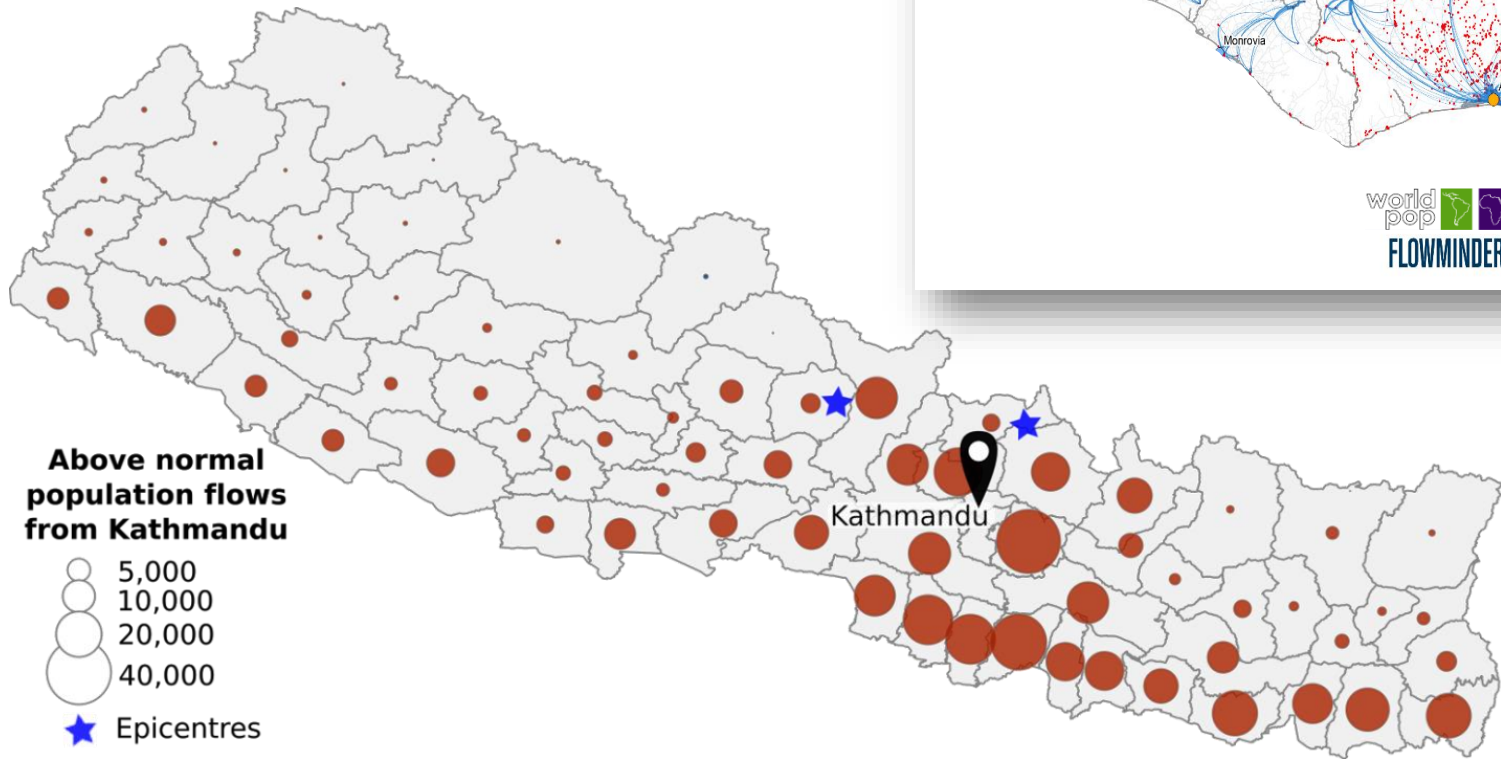 Monrovia
world
pop
FLOWMINDER
Kathmandu
Above normal
population flows
from Kathmandu
5,000
10,000
20,000
40,000
Epicentres